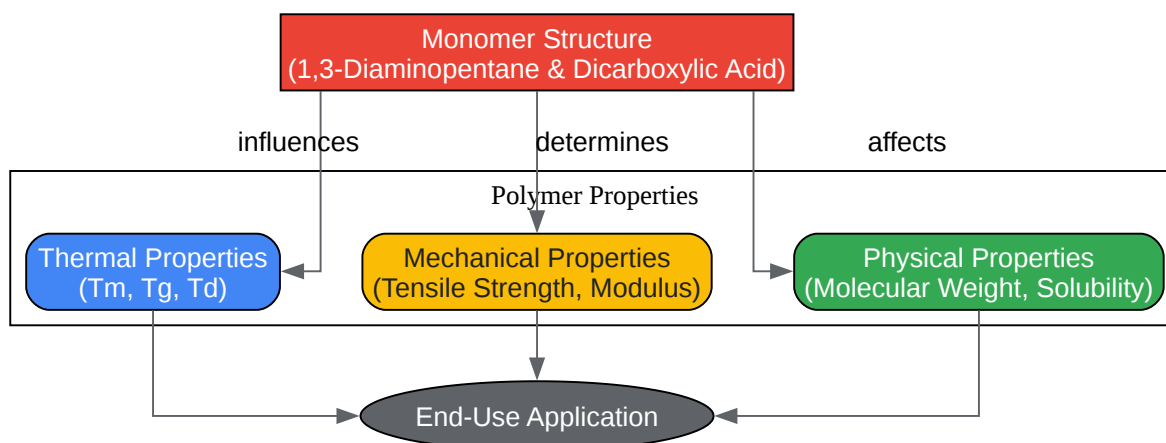 Monomer Structure
(1,3-Diaminopentane & Dicarboxylic Acid)
influences
determines
affects
Polymer Properties
Thermal Properties
(Tm, Tg, Td)
Mechanical Properties
(Tensile Strength, Modulus)
Physical Properties
(Molecular Weight, Solubility)
End-Use Application